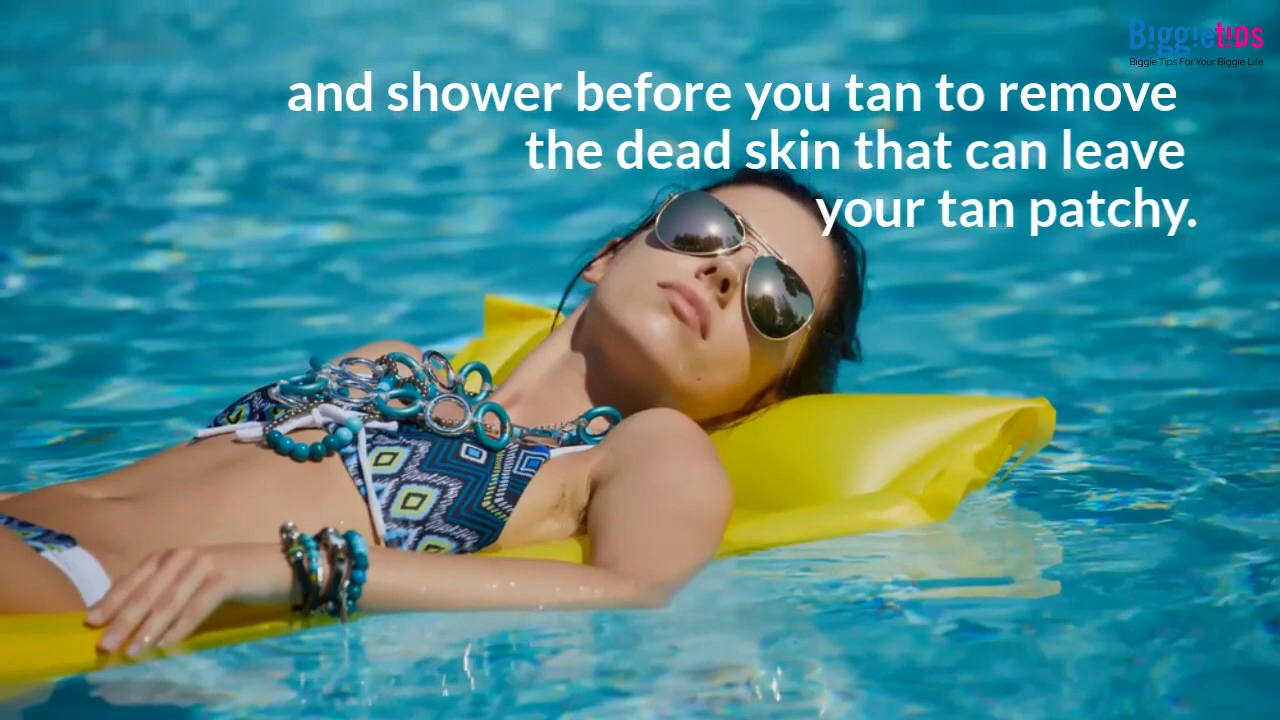 Biggietips
Biggie Tips For Your Biggie Life
and shower before you tan to remove
the dead skin that can leave
your tan patchy.